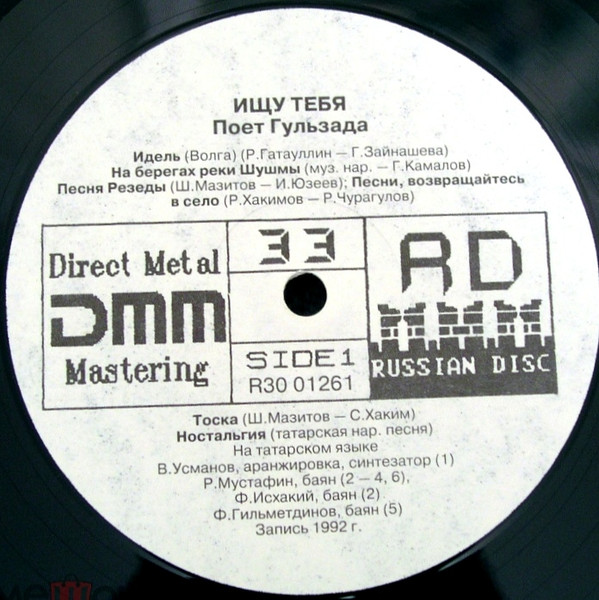 ИЩУ ТЕБЯ
Поет Гульзада
Идель (Волга) (Р.Гатауллин — Г.Зайнашева)
На берегах реки Шушмы (муз. нар. — Г.Камалов)
Песня Резеды (Ш.Мазитов — И.Юзеев); Песни, возвращайтесь
в село (Р.Хакимов — Р.Чурагулов)
Direct Metal
DMM
Mastering
33
SIDE 1
R30 01261
RD
RUSSIAN DISC
Тоска (Ш.Мазитов — С.Хаким)
Ностальгия (татарская нар. песня)
На татарском языке
В.Усманов, аранжировка, синтезатор (1)
Р.Мустафин, баян (2 — 4, 6),
Ф.Исхакий, баян (2)
Ф.Гильметдинов, баян (5)
Запись 1992 г.